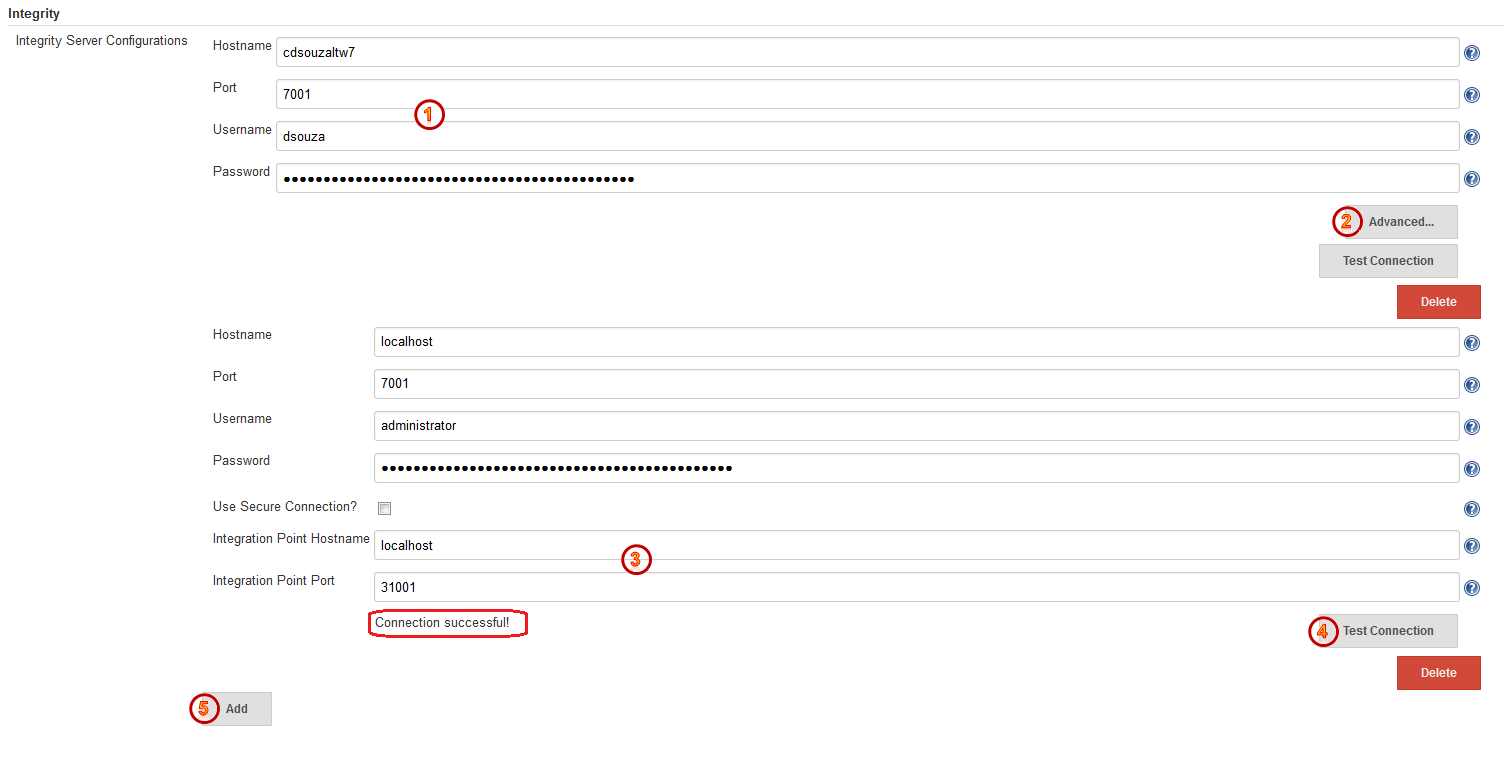 Integrity
Integrity Server Configurations
Hostname cdsouzaltw7
Port 7001
1
Username dsouza
Password ••••••••••••••••••••••••••••••••••••••••••••
2 Advanced...
Test Connection
Delete
Hostname localhost
Port 7001
Username administrator
Password ••••••••••••••••••••••••••••••••••••••••••••
Use Secure Connection?
Integration Point Hostname localhost
3
Integration Point Port 31001
Connection successful!
4 Test Connection
Delete
5 Add